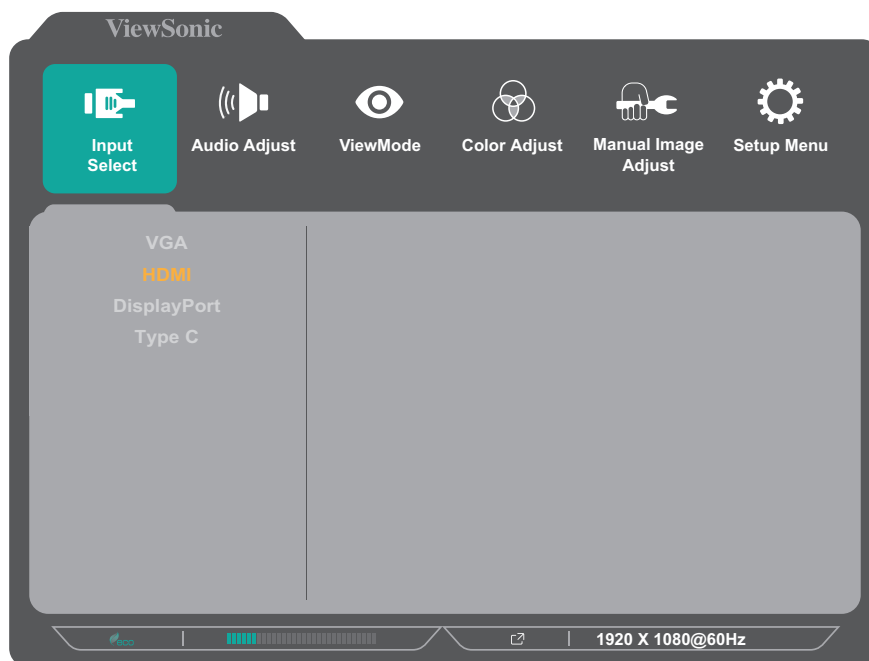 ViewSonic
Input
Select
Audio Adjust
ViewMode
Color Adjust
Manual Image
Adjust
Setup Menu
VGA
HDMI
DisplayPort
Type C
eco
1920 X 1080@60Hz